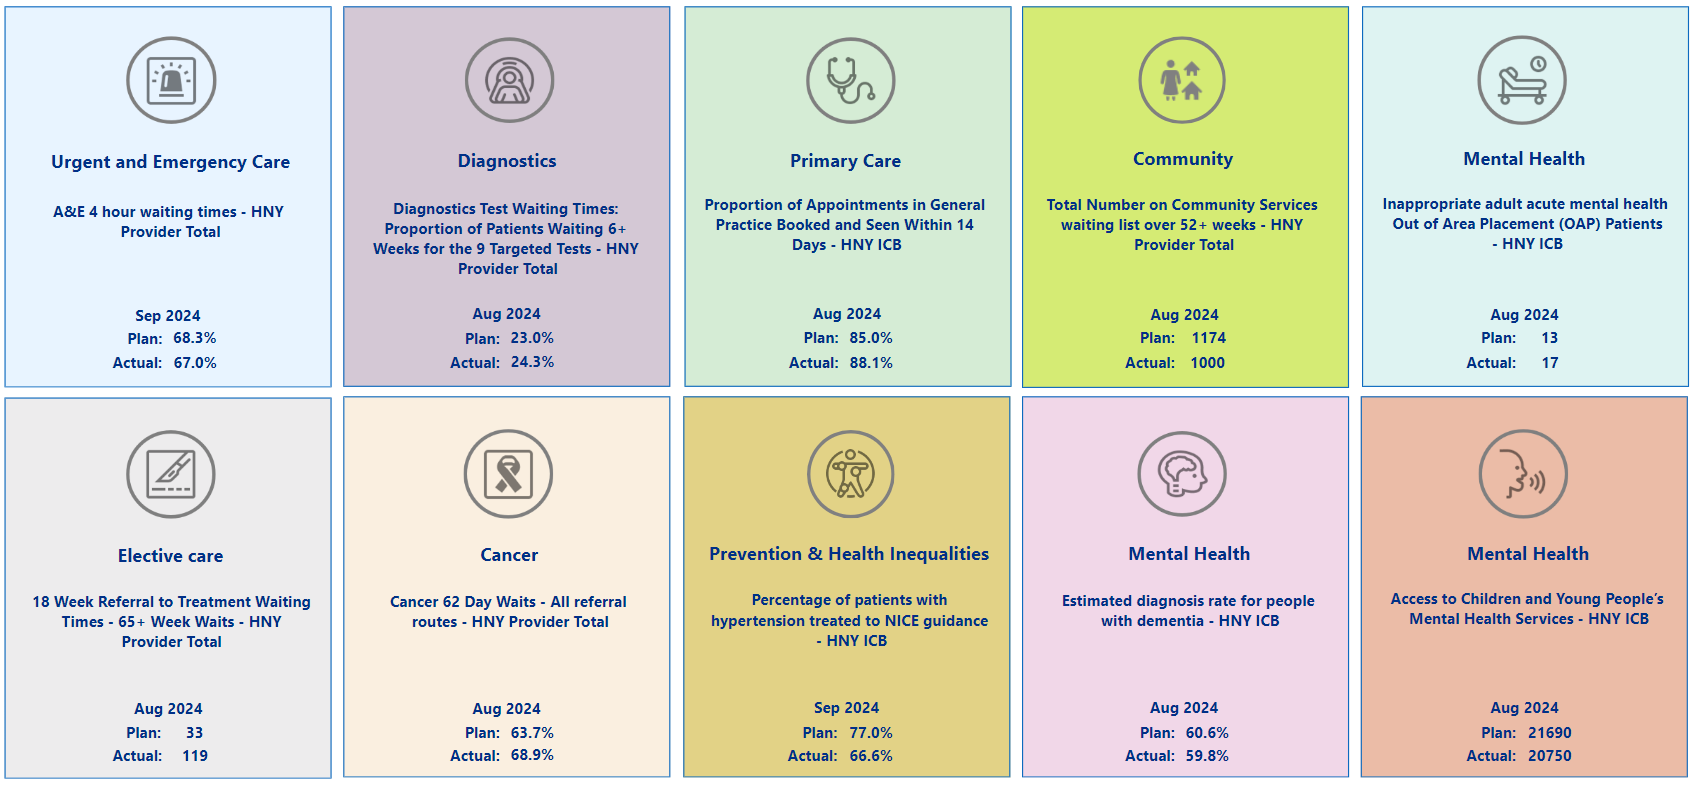 Urgent and Emergency Care
A&E 4 hour waiting times - HNY
Provider Total
Sep 2024
Plan: 68.3%
Actual: 67.0%
Diagnostics
Diagnostics Test Waiting Times:
Proportion of Patients Waiting 6+
Weeks for the 9 Targeted Tests - HNY
Provider Total
Aug 2024
Plan: 23.0%
Actual: 24.3%
Primary Care
Proportion of Appointments in General
Practice Booked and Seen Within 14
Days - HNY ICB
Aug 2024
Plan: 85.0%
Actual: 88.1%
Community
Total Number on Community Services
waiting list over 52+ weeks - HNY
Provider Total
Aug 2024
Plan: 1174
Actual: 1000
Mental Health
Inappropriate adult acute mental health
Out of Area Placement (OAP) Patients
- HNY ICB
Aug 2024
Plan: 13
Actual: 17
Elective care
18 Week Referral to Treatment Waiting
Times - 65+ Week Waits - HNY
Provider Total
Aug 2024
Plan: 33
Actual: 119
Cancer
Cancer 62 Day Waits - All referral
routes - HNY Provider Total
Aug 2024
Plan: 63.7%
Actual: 68.9%
Prevention & Health Inequalities
Percentage of patients with
hypertension treated to NICE guidance
- HNY ICB
Sep 2024
Plan: 77.0%
Actual: 66.6%
Mental Health
Estimated diagnosis rate for people
with dementia - HNY ICB
Aug 2024
Plan: 60.6%
Actual: 59.8%
Mental Health
Access to Children and Young People’s
Mental Health Services - HNY ICB
Aug 2024
Plan: 21690
Actual: 20750